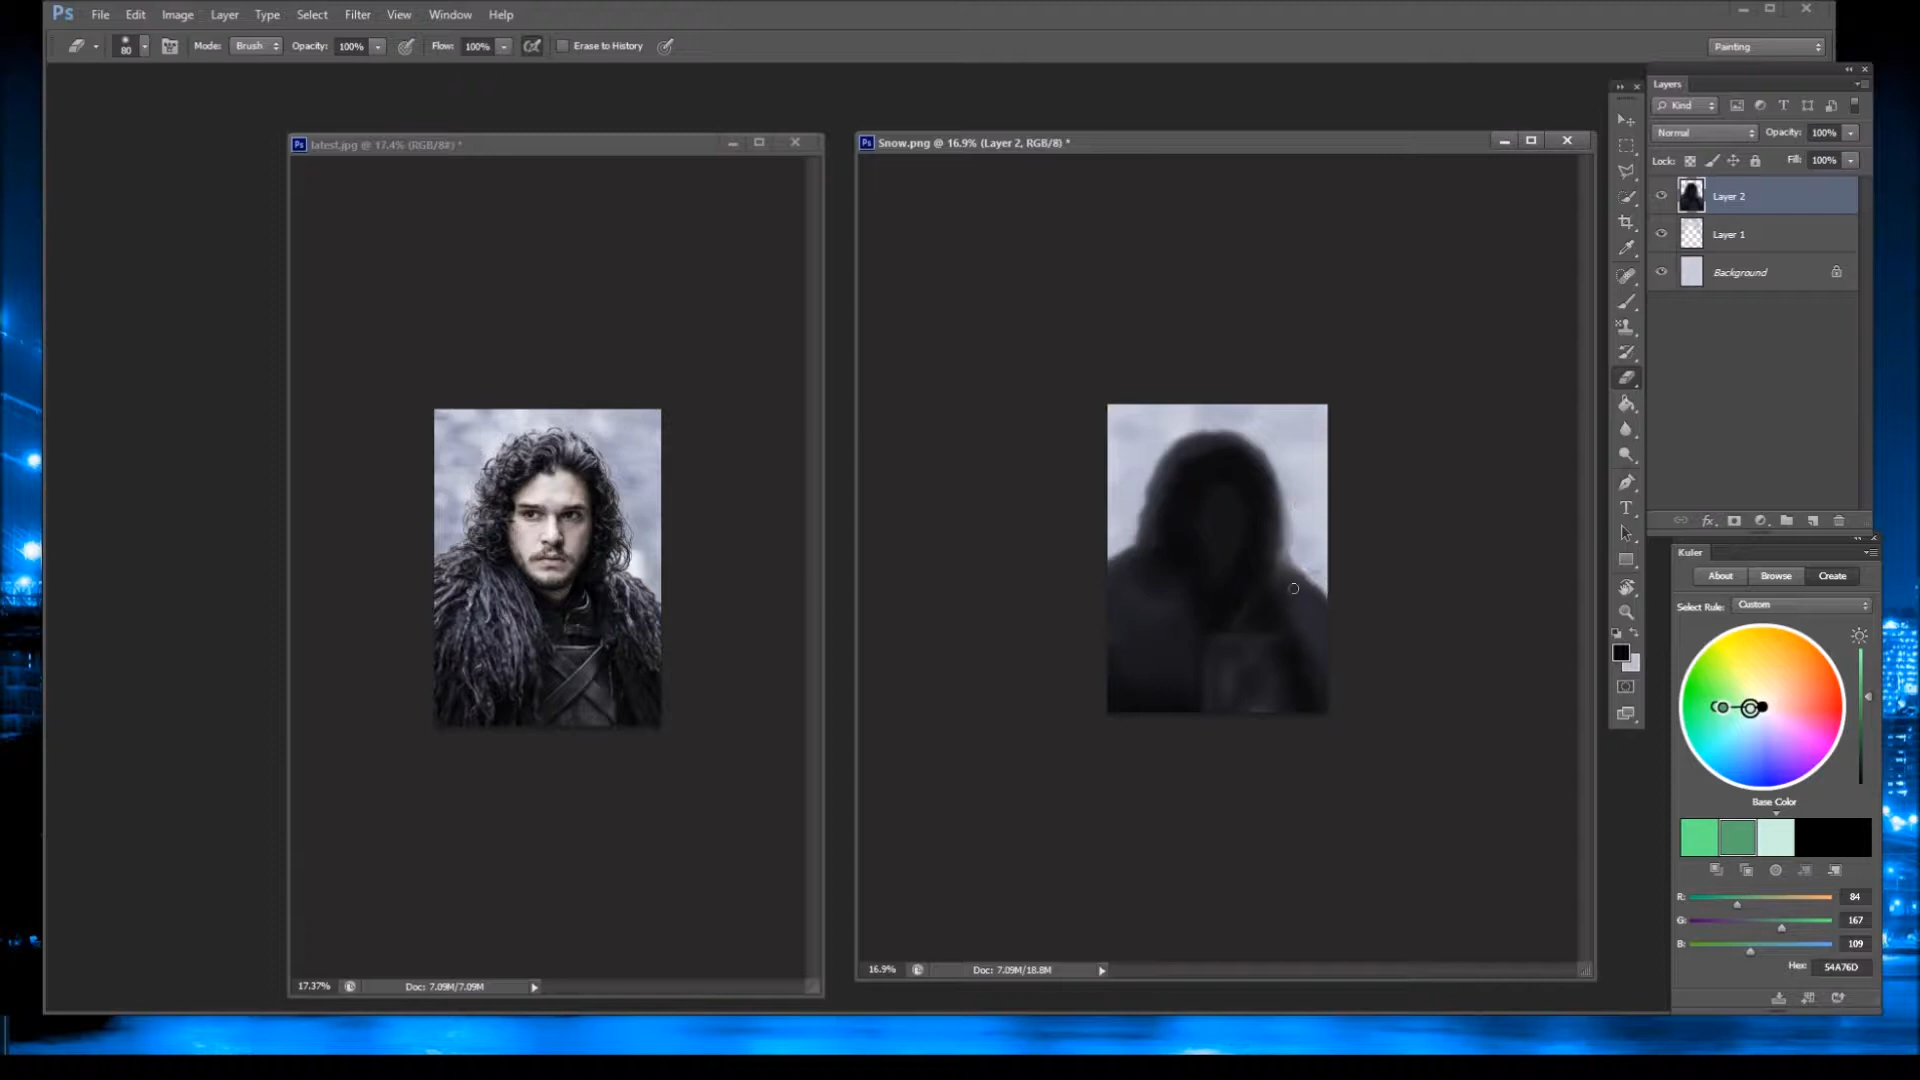 Ps File Edit Image Layer Type Select Filter View Window Help
80 Mode: Brush Opacity: 100% Flow: 100% Erase to History Painting
Layers
Kind T
Normal Opacity: 100%
Lock: Fill: 100%
Layer 2
Layer 1
Background
fx
Ps latest.jpg @ 17.4% (RGB/8#) *
Ps Snow.png @ 16.9% (Layer 2, RGB/8) *
T
Kuler
About Browse Create
Select Rule: Custom
Base Color
R: 84
G: 167
B: 109
Hex: 54A76D
16.9% Doc: 7.09M/18.8M
17.37% Doc: 7.09M/7.09M